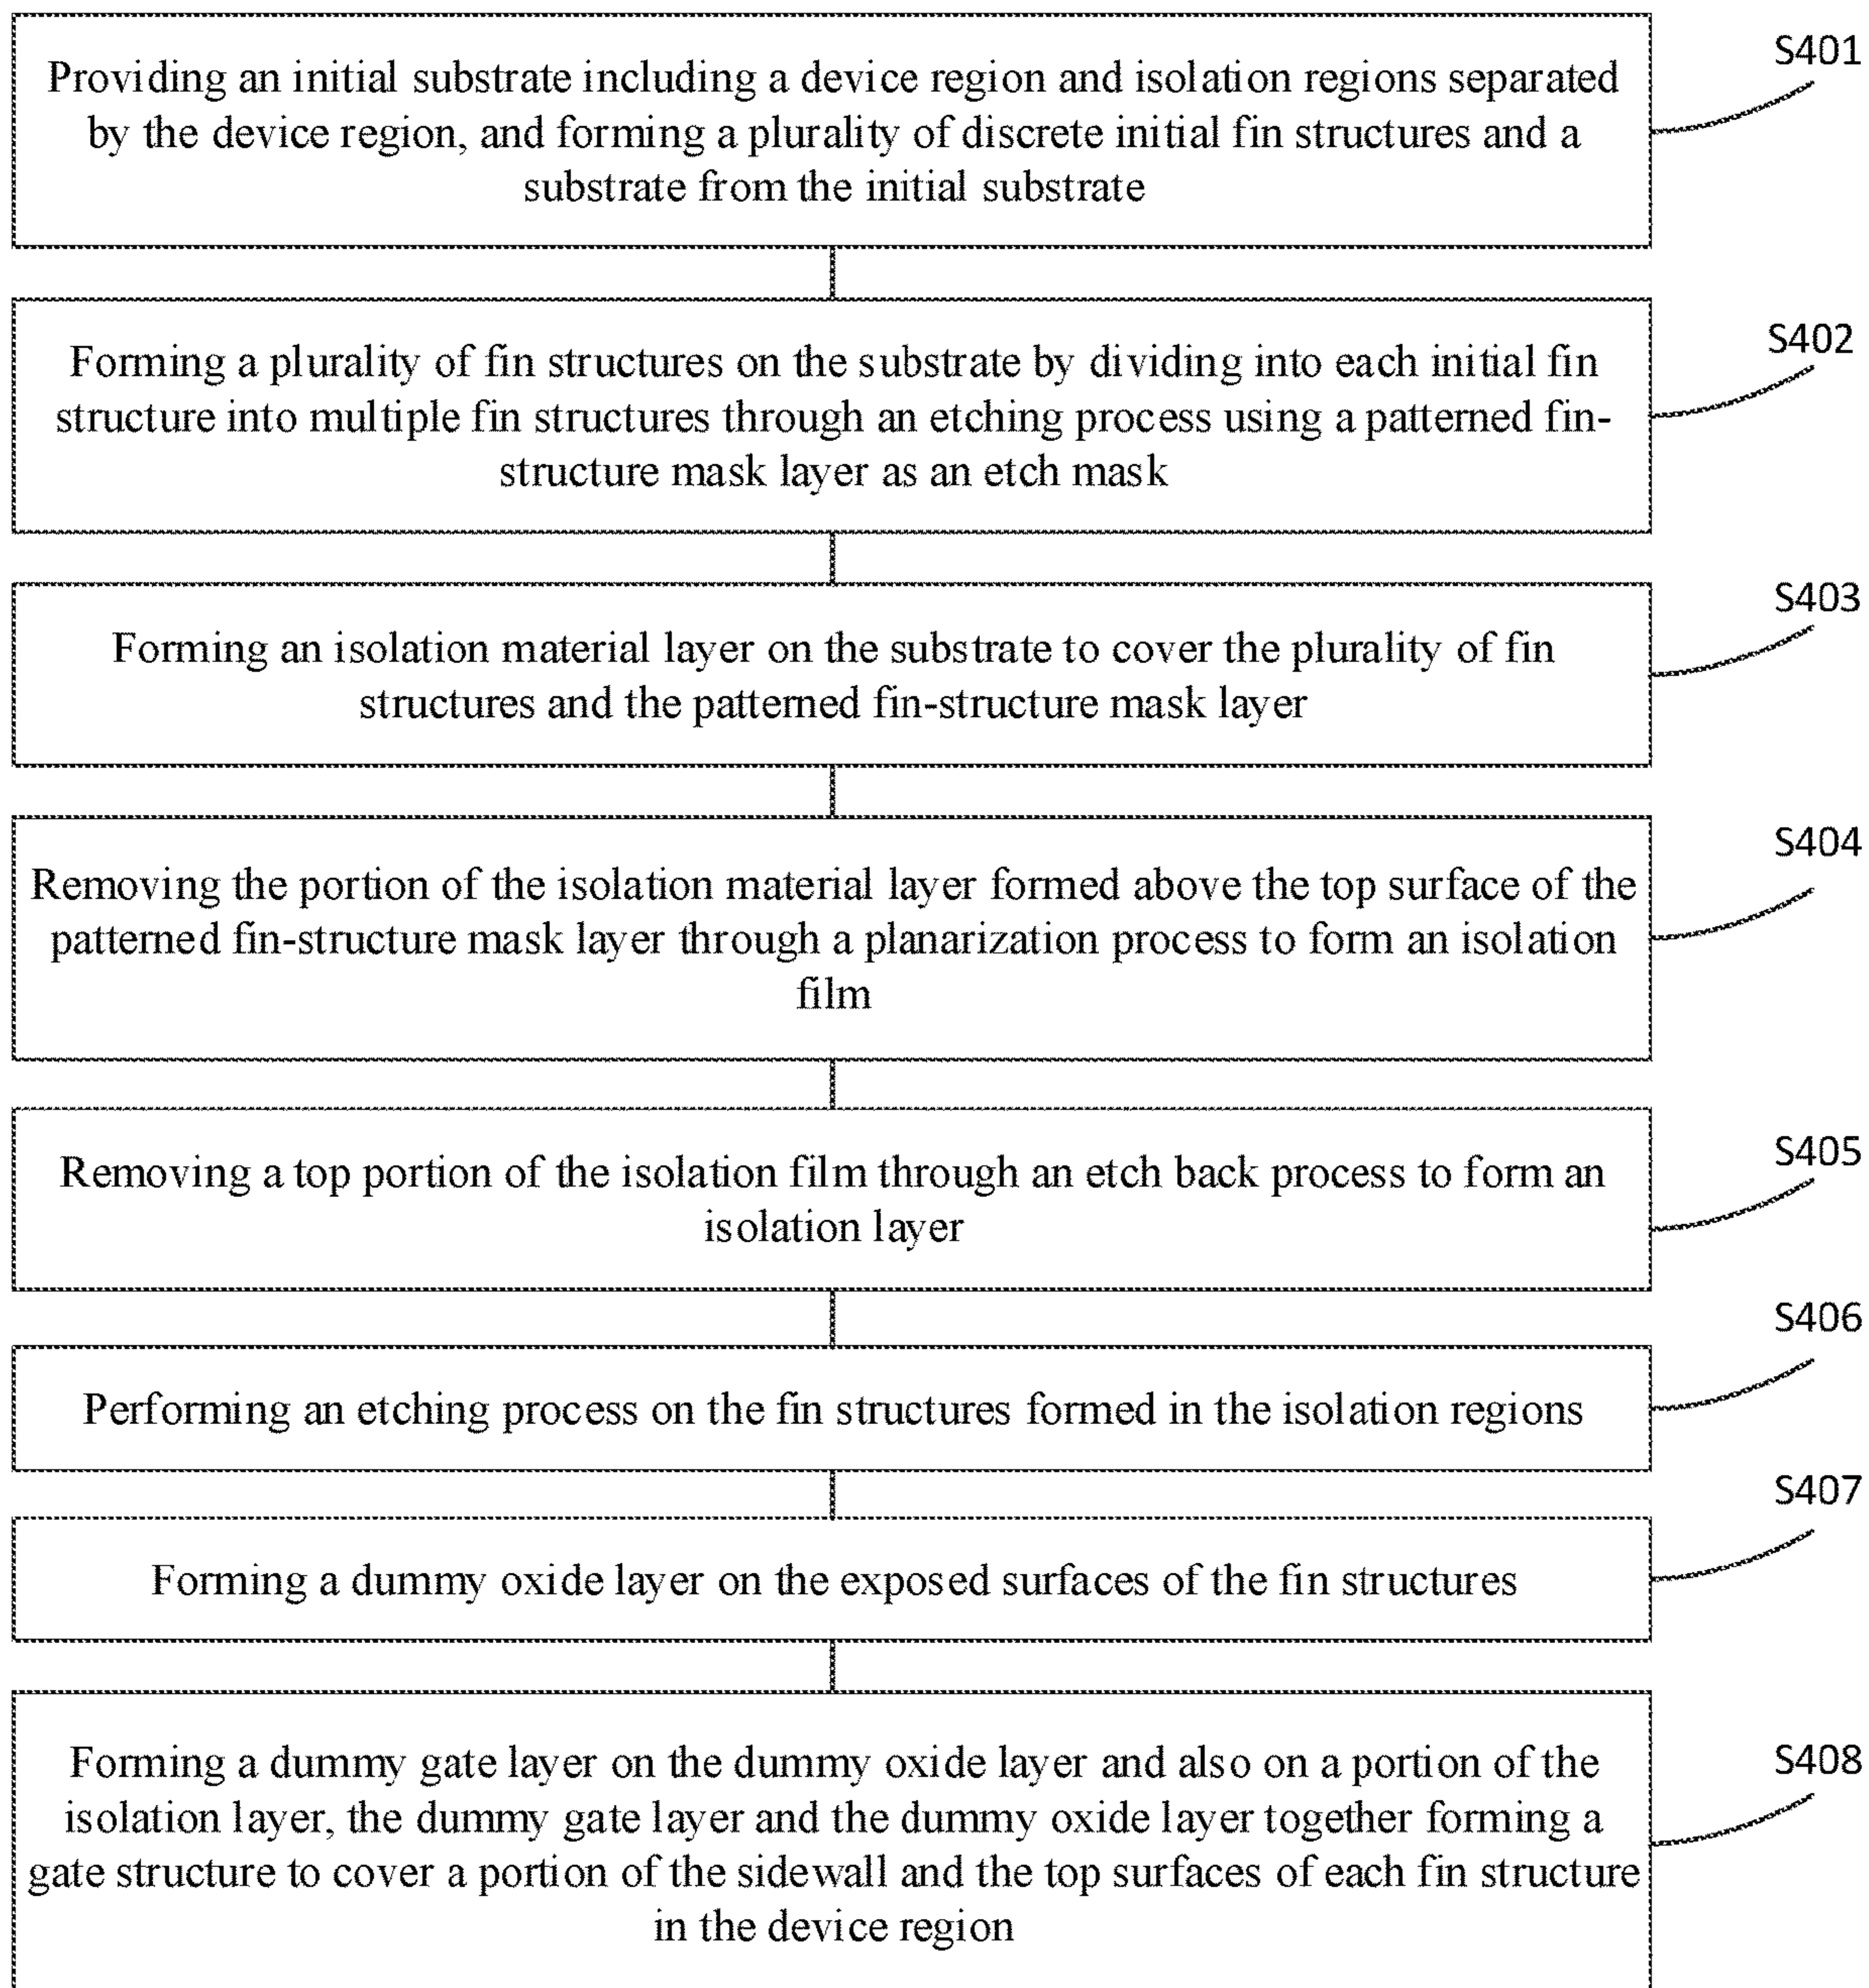 S401
Providing an initial substrate including a device region and isolation regions separated
by the device region, and forming a plurality of discrete initial fin structures and a
substrate from the initial substrate
S402
Forming a plurality of fin structures on the substrate by dividing into each initial fin
structure into multiple fin structures through an etching process using a patterned fin-
structure mask layer as an etch mask
S403
Forming an isolation material layer on the substrate to cover the plurality of fin
structures and the patterned fin-structure mask layer
S404
Removing the portion of the isolation material layer formed above the top surface of the
patterned fin-structure mask layer through a planarization process to form an isolation
film
S405
Removing a top portion of the isolation film through an etch back process to form an
isolation layer
S406
Performing an etching process on the fin structures formed in the isolation regions
S407
Forming a dummy oxide layer on the exposed surfaces of the fin structures
S408
Forming a dummy gate layer on the dummy oxide layer and also on a portion of the
isolation layer, the dummy gate layer and the dummy oxide layer together forming a
gate structure to cover a portion of the sidewall and the top surfaces of each fin structure
in the device region